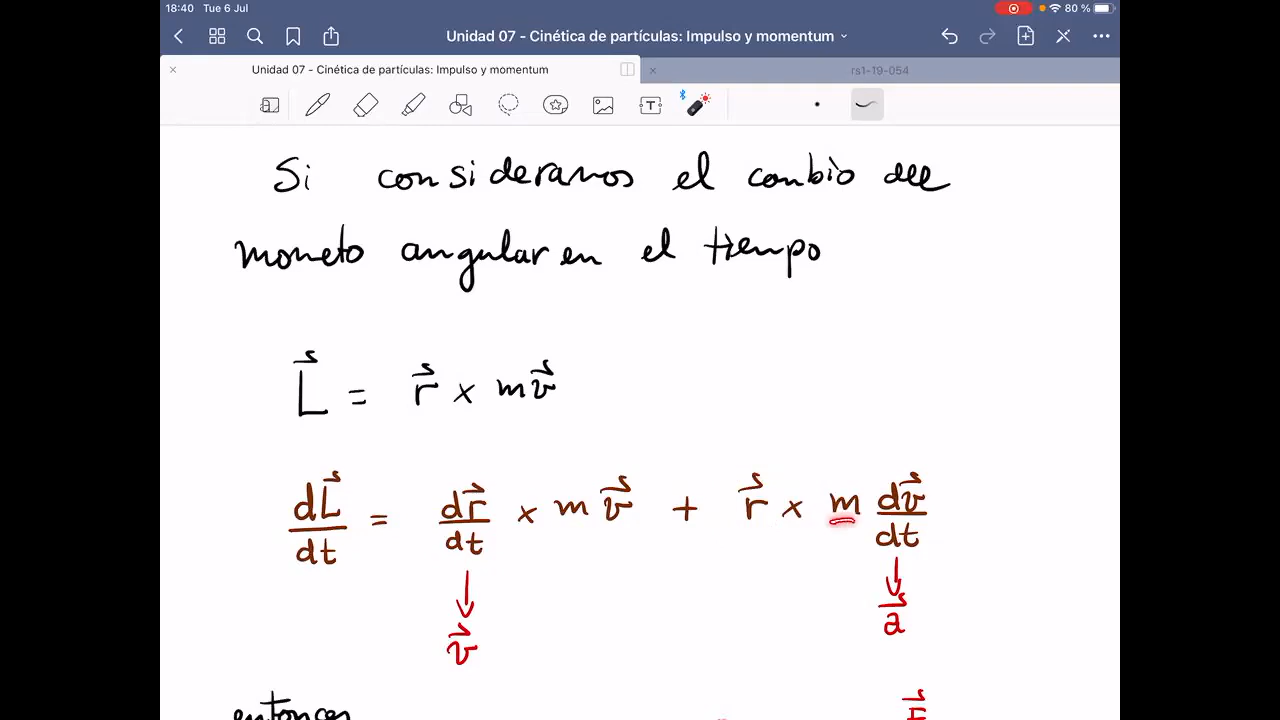 18:40 Tue 6 Jul 80 %
Unidad 07 - Cinética de partículas: Impulso y momentum
Unidad 07 - Cinética de partículas: Impulso y momentum rs1-19-054
Si consideramos el cambio del
moneto angular en el tiempo
L⃗ = r⃗ × mv⃗
dL⃗/dt = dr⃗/dt × m v⃗ + r⃗ × m dv⃗/dt
↓ ↓
v⃗ a⃗
entonces